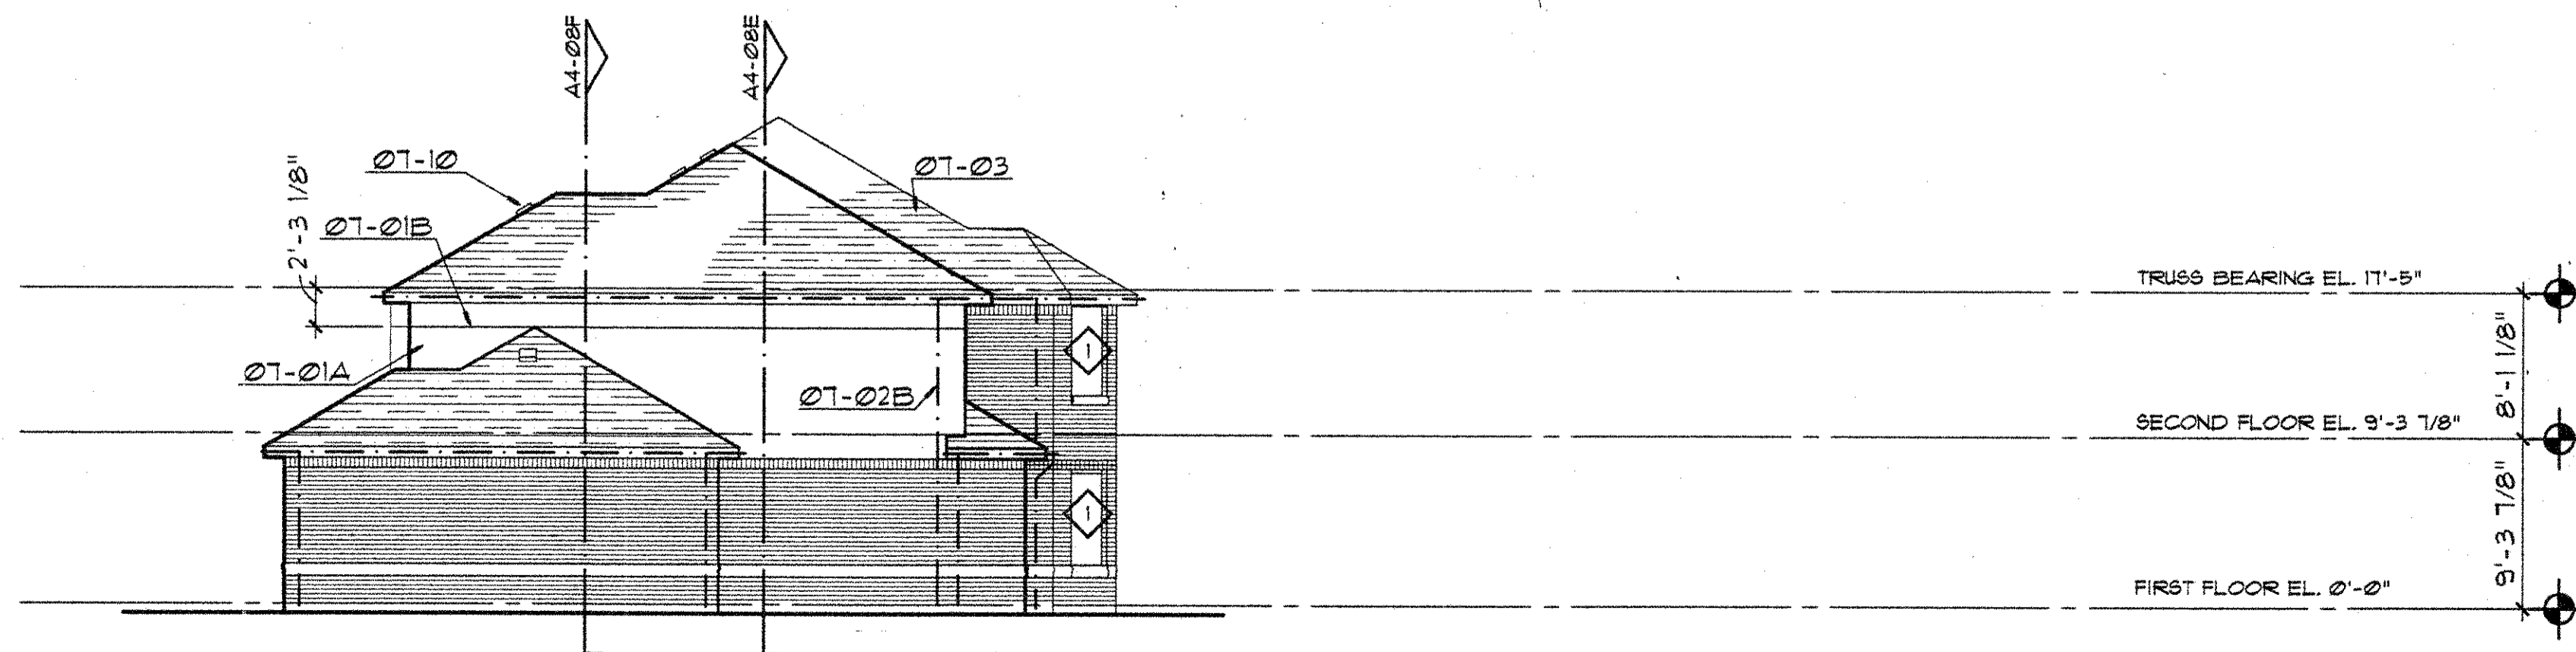 A4-08F
A4-08E
07-10
07-03
2'-3 1/8"
07-01B
TRUSS BEARING EL. 17'-5"
07-01A
07-02B
1
8'-1 1/8"
SECOND FLOOR EL. 9'-3 7/8"
1
9'-3 7/8"
FIRST FLOOR EL. 0'-0"